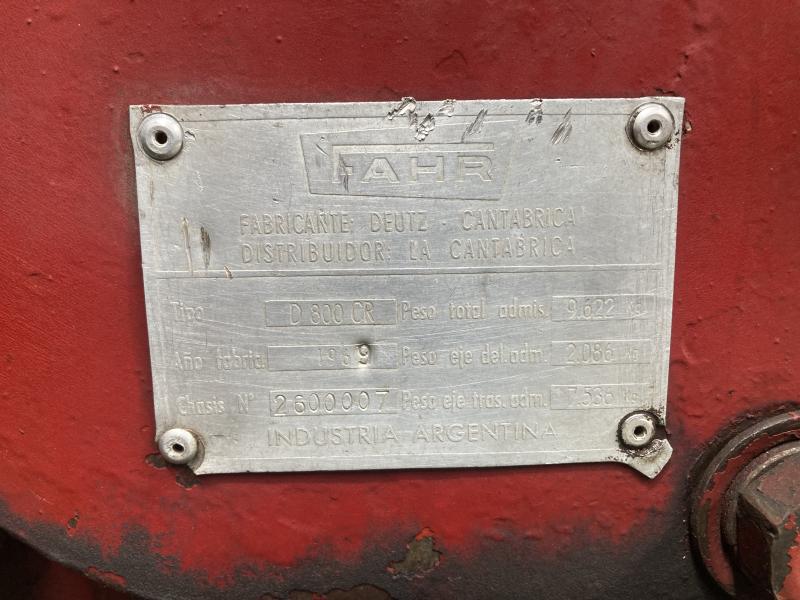 FAHR
FABRICANTE: DEUTZ - CANTABRICA
DISTRIBUIDOR: LA CANTABRICA
Tipo D 800 CR Peso total admis. 9.622 kg
Año fabric. 1969 Peso eje del. adm. 2.086 kg
Chasis N° 2600007 Peso eje tras. adm. 7.536 kg
INDUSTRIA ARGENTINA